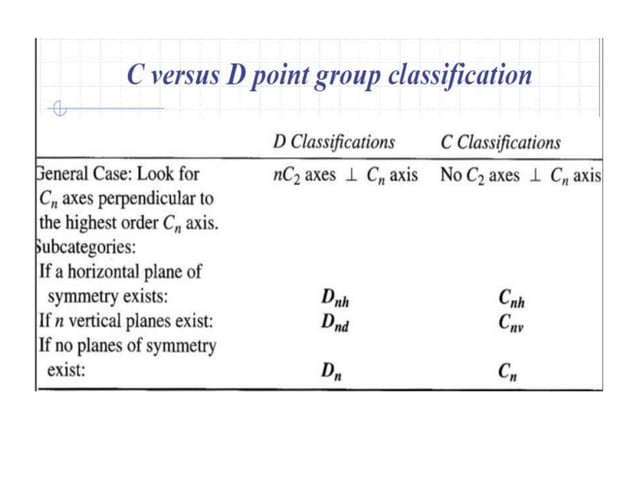 C versus D point group classification
D Classifications C Classifications
General Case: Look for nC₂ axes ⊥ Cₙ axis No C₂ axes ⊥ Cₙ axis
Cₙ axes perpendicular to
the highest order Cₙ axis.
Subcategories:
If a horizontal plane of
symmetry exists: Dₙₕ Cₙₕ
If n vertical planes exist: Dnd Cnv
If no planes of symmetry
exist: Dₙ Cₙ